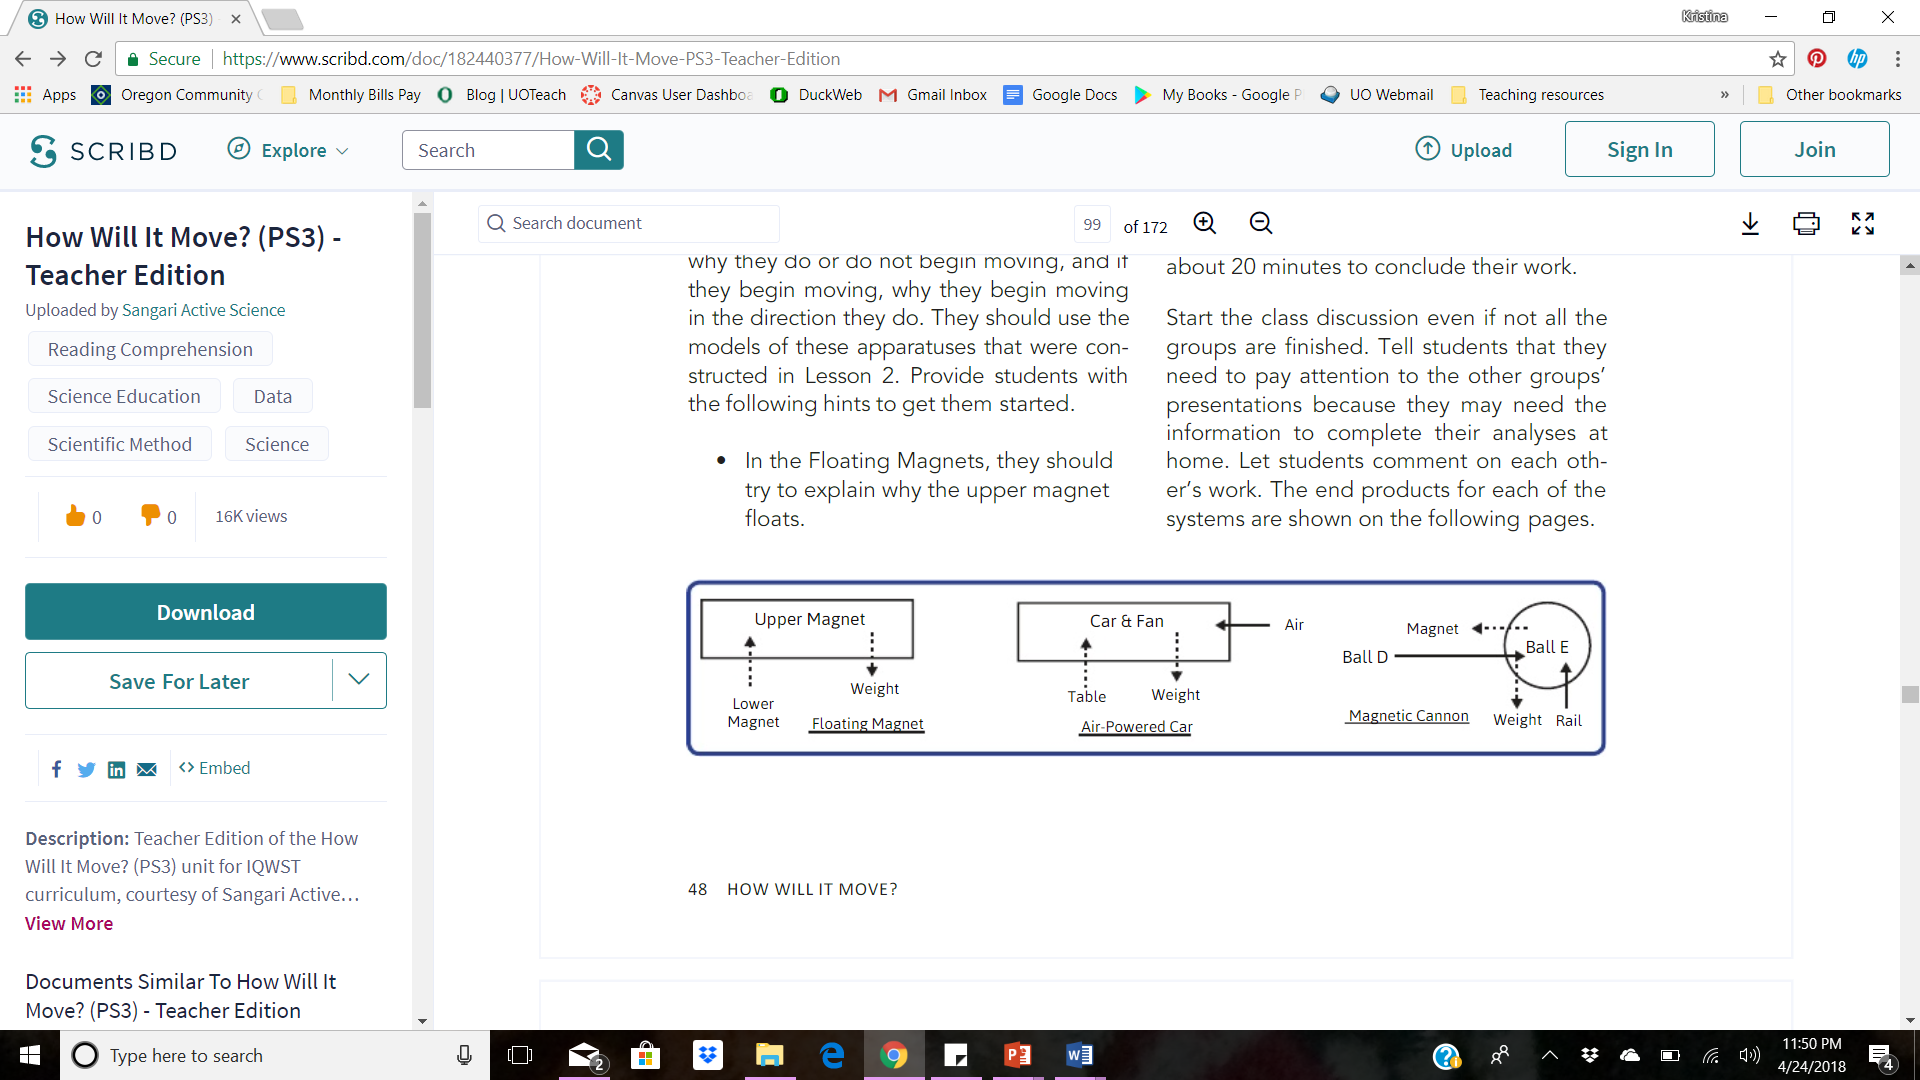 How Will It Move? (PS3)
Kristina
Secure https://www.scribd.com/doc/182440377/How-Will-It-Move-PS3-Teacher-Edition
Apps Oregon Community Monthly Bills Pay Blog | UOTeach Canvas User Dashboa DuckWeb Gmail Inbox Google Docs My Books - Google P UO Webmail Teaching resources » Other bookmarks
SCRIBD Explore Search Upload Sign In Join
How Will It Move? (PS3) -
Teacher Edition
Uploaded by Sangari Active Science
Reading Comprehension
Science Education Data
Scientific Method Science
0 0 16K views
Download
Save For Later
Embed
Description: Teacher Edition of the How
Will It Move? (PS3) unit for IQWST
curriculum, courtesy of Sangari Active…
View More
Documents Similar To How Will It
Move? (PS3) - Teacher Edition
Search document 99 of 172
why they do or do not begin moving, and if
they begin moving, why they begin moving
in the direction they do. They should use the
models of these apparatuses that were con-
structed in Lesson 2. Provide students with
the following hints to get them started.
• In the Floating Magnets, they should
try to explain why the upper magnet
floats.
about 20 minutes to conclude their work.
Start the class discussion even if not all the
groups are finished. Tell students that they
need to pay attention to the other groups'
presentations because they may need the
information to complete their analyses at
home. Let students comment on each oth-
er's work. The end products for each of the
systems are shown on the following pages.
Upper Magnet
Weight
Lower
Magnet
Floating Magnet
Car & Fan
Air
Table
Weight
Air-Powered Car
Magnet
Ball E
Ball D
Magnetic Cannon
Weight
Rail
48 HOW WILL IT MOVE?
Type here to search
2
11:50 PM
4/24/2018
4